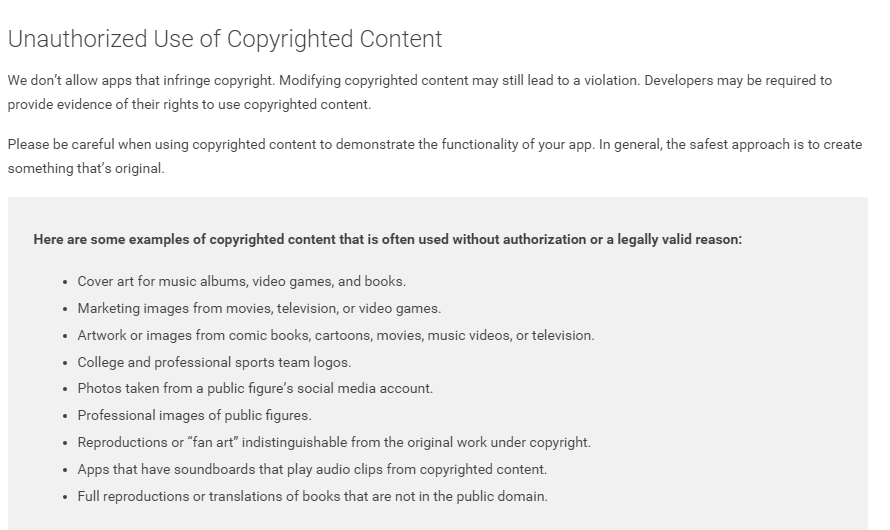 Unauthorized Use of Copyrighted Content
We don't allow apps that infringe copyright. Modifying copyrighted content may still lead to a violation. Developers may be required to
provide evidence of their rights to use copyrighted content.
Please be careful when using copyrighted content to demonstrate the functionality of your app. In general, the safest approach is to create
something that's original.
Here are some examples of copyrighted content that is often used without authorization or a legally valid reason:
• Cover art for music albums, video games, and books.
• Marketing images from movies, television, or video games.
• Artwork or images from comic books, cartoons, movies, music videos, or television.
• College and professional sports team logos.
• Photos taken from a public figure's social media account.
• Professional images of public figures.
• Reproductions or “fan art” indistinguishable from the original work under copyright.
• Apps that have soundboards that play audio clips from copyrighted content.
• Full reproductions or translations of books that are not in the public domain.